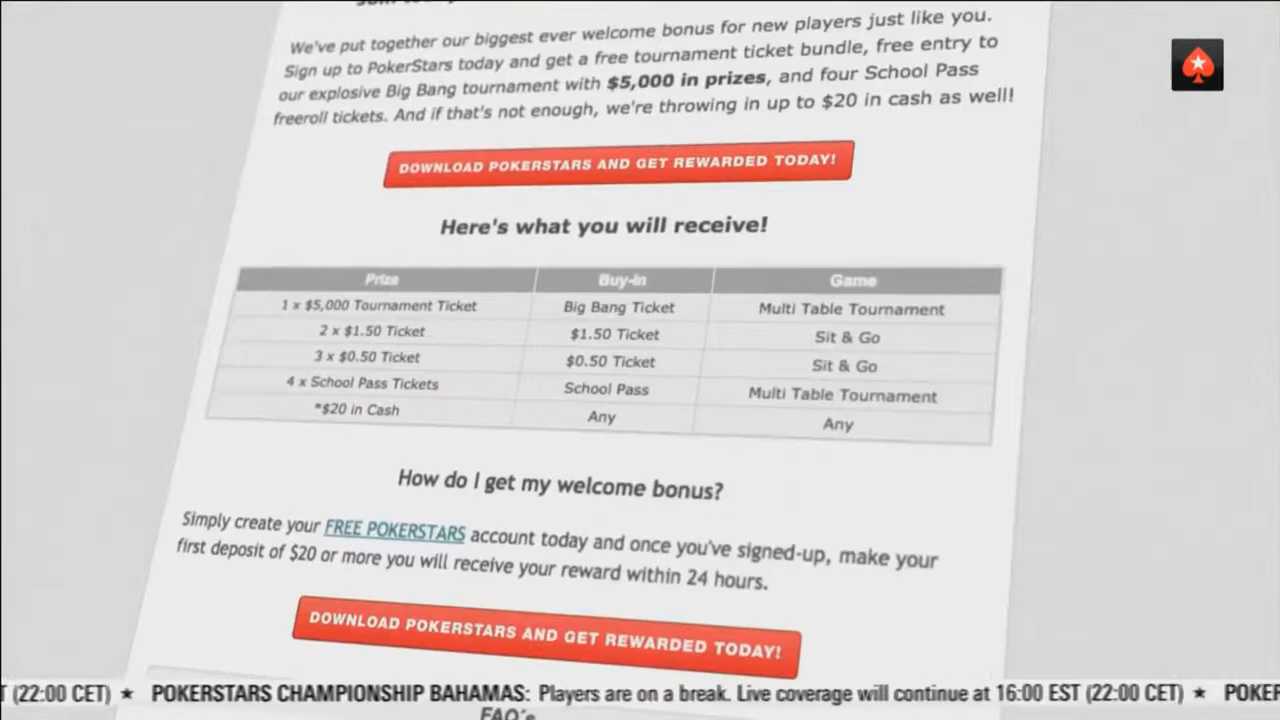 We've put together our biggest ever welcome bonus for new players just like you.
Sign up to PokerStars today and get a free tournament ticket bundle, free entry to
our explosive Big Bang tournament with $5,000 in prizes, and four School Pass
freeroll tickets. And if that's not enough, we're throwing in up to $20 in cash as well!
DOWNLOAD POKERSTARS AND GET REWARDED TODAY!
Here's what you will receive!
Prize Buy-in Game
1 x $5,000 Tournament Ticket Big Bang Ticket Multi Table Tournament
2 x $1.50 Ticket $1.50 Ticket Sit & Go
3 x $0.50 Ticket $0.50 Ticket Sit & Go
4 x School Pass Tickets School Pass Multi Table Tournament
*$20 in Cash Any Any
How do I get my welcome bonus?
Simply create your FREE POKERSTARS account today and once you've signed-up, make your
first deposit of $20 or more you will receive your reward within 24 hours.
DOWNLOAD POKERSTARS AND GET REWARDED TODAY!
T (22:00 CET) ★ POKERSTARS CHAMPIONSHIP BAHAMAS: Players are on a break. Live coverage will continue at 16:00 EST (22:00 CET) ★ POKER
FAQ's